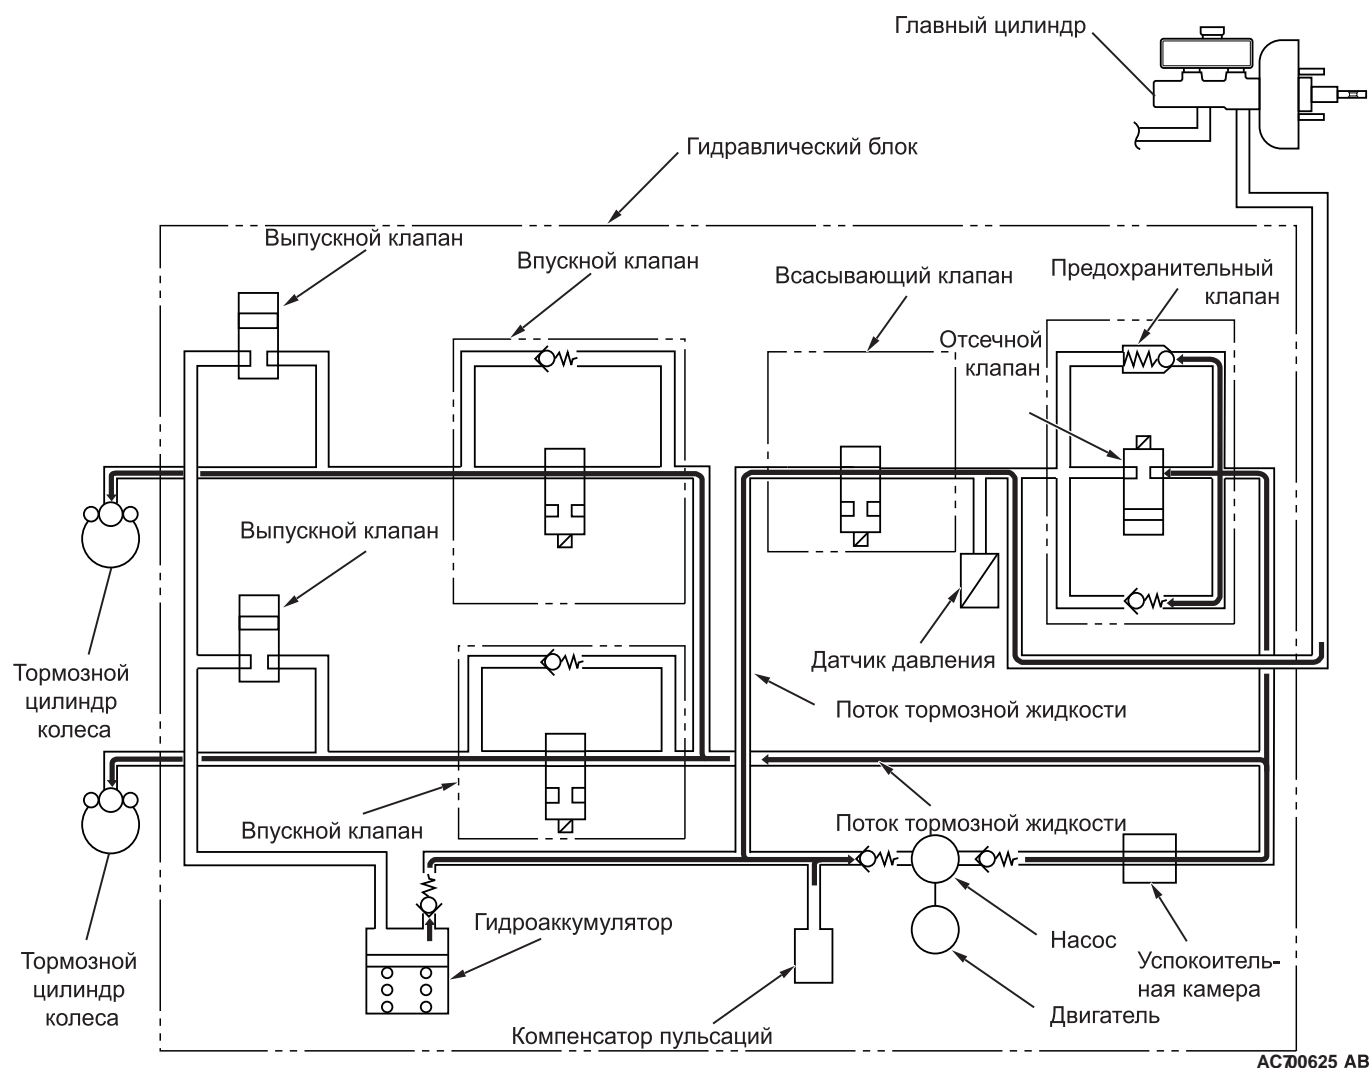 Главный цилиндр
Гидравлический блок
Выпускной клапан
Впускной клапан
Всасывающий клапан
Предохранительный
клапан
Отсечной
клапан
Выпускной клапан
Датчик давления
Тормозной
цилиндр
колеса
Поток тормозной жидкости
Впускной клапан
Поток тормозной жидкости
Гидроаккумулятор
Насос
Успокоитель-
ная камера
Тормозной
цилиндр
колеса
Двигатель
Компенсатор пульсаций
AC700625 AB